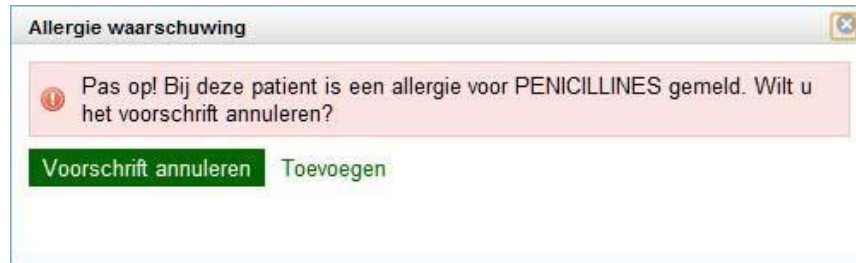 Allergie waarschuwing
Pas op! Bij deze patient is een allergie voor PENICILLINES gemeld. Wilt u
het voorschrift annuleren?
Voorschrift annuleren Toevoegen